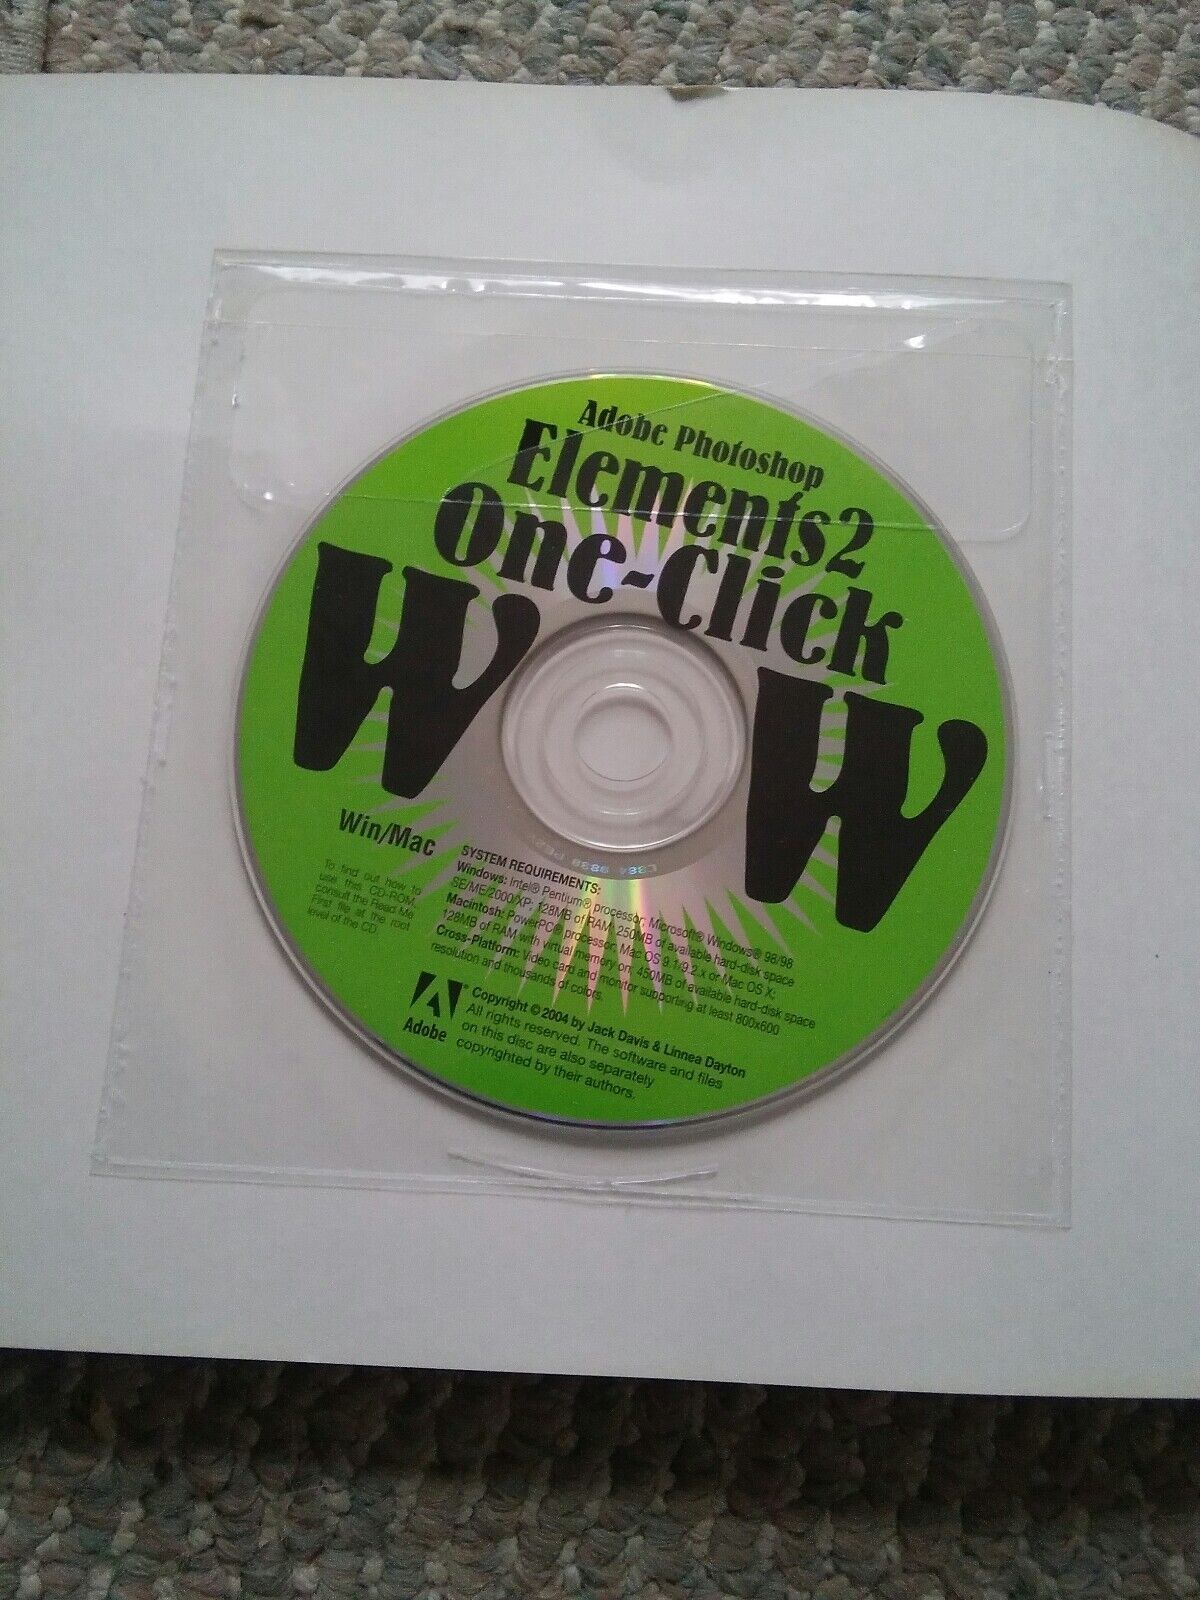 Adobe Photoshop
Elements2
One-Click
W W
Win/Mac
To find out how to
use this CD-ROM,
consult the Read Me
First file at the root
level of the CD.
SYSTEM REQUIREMENTS:
Windows: Intel® Pentium® processor, Microsoft® Windows® 98/98
SE/ME/2000/XP; 128MB of RAM; 250MB of available hard-disk space
Macintosh: PowerPC® processor, Mac OS 9.1-9.2.x or Mac OS X;
128MB of RAM with virtual memory on; 450MB of available hard-disk space
Cross-Platform: Video card and monitor supporting at least 800x600
resolution and thousands of colors.
Adobe®
Copyright © 2004 by Jack Davis & Linnea Dayton
All rights reserved. The software and files
on this disc are also separately
copyrighted by their authors.